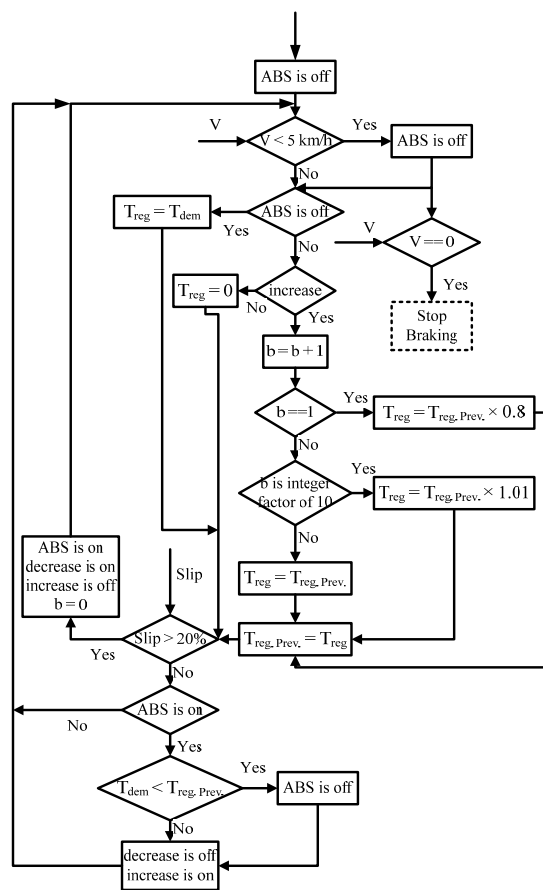 ABS is off
V
V < 5 km/h
Yes
ABS is off
No
T_reg = T_dem
Yes
ABS is off
V
V == 0
No
Yes
T_reg = 0
No
increase
Yes
Stop
Braking
b = b + 1
b == 1
Yes
T_reg = T_reg. Prev. × 0.8
No
b is integer
factor of 10
Yes
T_reg = T_reg. Prev. × 1.01
No
ABS is on
decrease is on
increase is off
b = 0
Slip
T_reg = T_reg. Prev.
Yes
Slip > 20%
T_reg. Prev. = T_reg
No
No
ABS is on
Yes
T_dem < T_reg. Prev.
Yes
ABS is off
No
decrease is off
increase is on